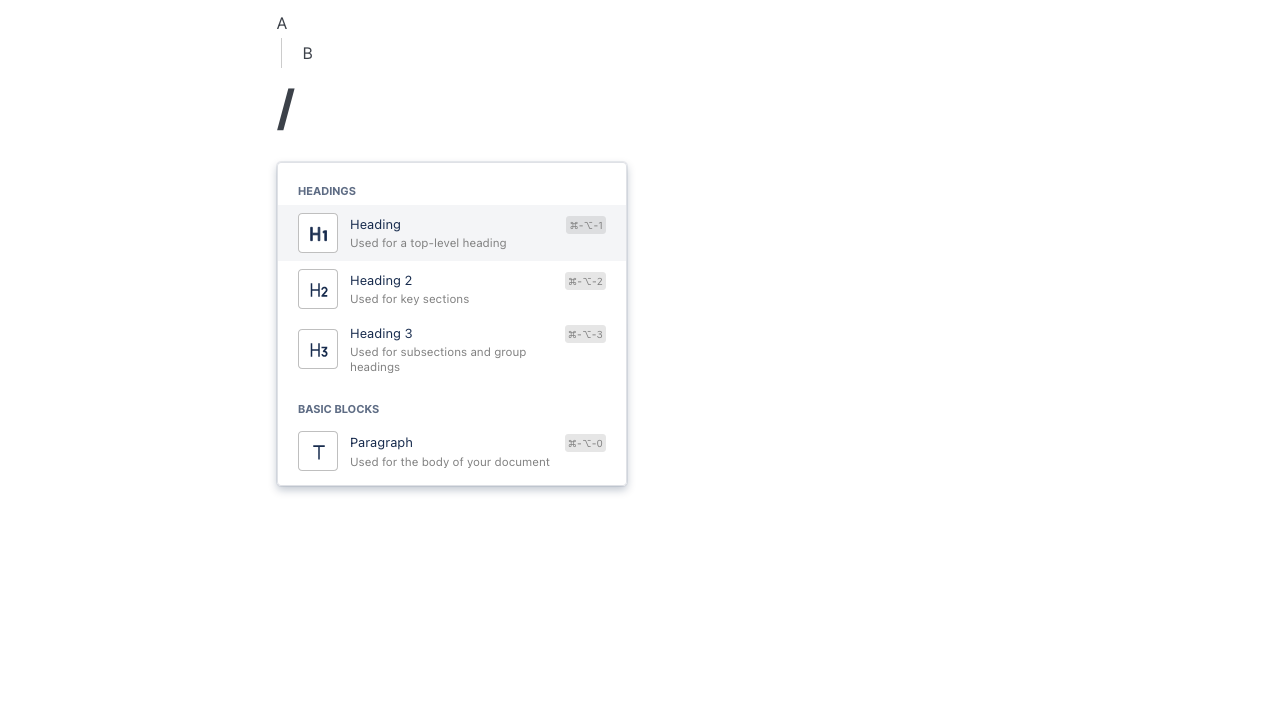 A
B
/
HEADINGS
H1 Heading ⌘-⌥-1
Used for a top-level heading
H2 Heading 2 ⌘-⌥-2
Used for key sections
H3 Heading 3 ⌘-⌥-3
Used for subsections and group
headings
BASIC BLOCKS
T Paragraph ⌘-⌥-0
Used for the body of your document